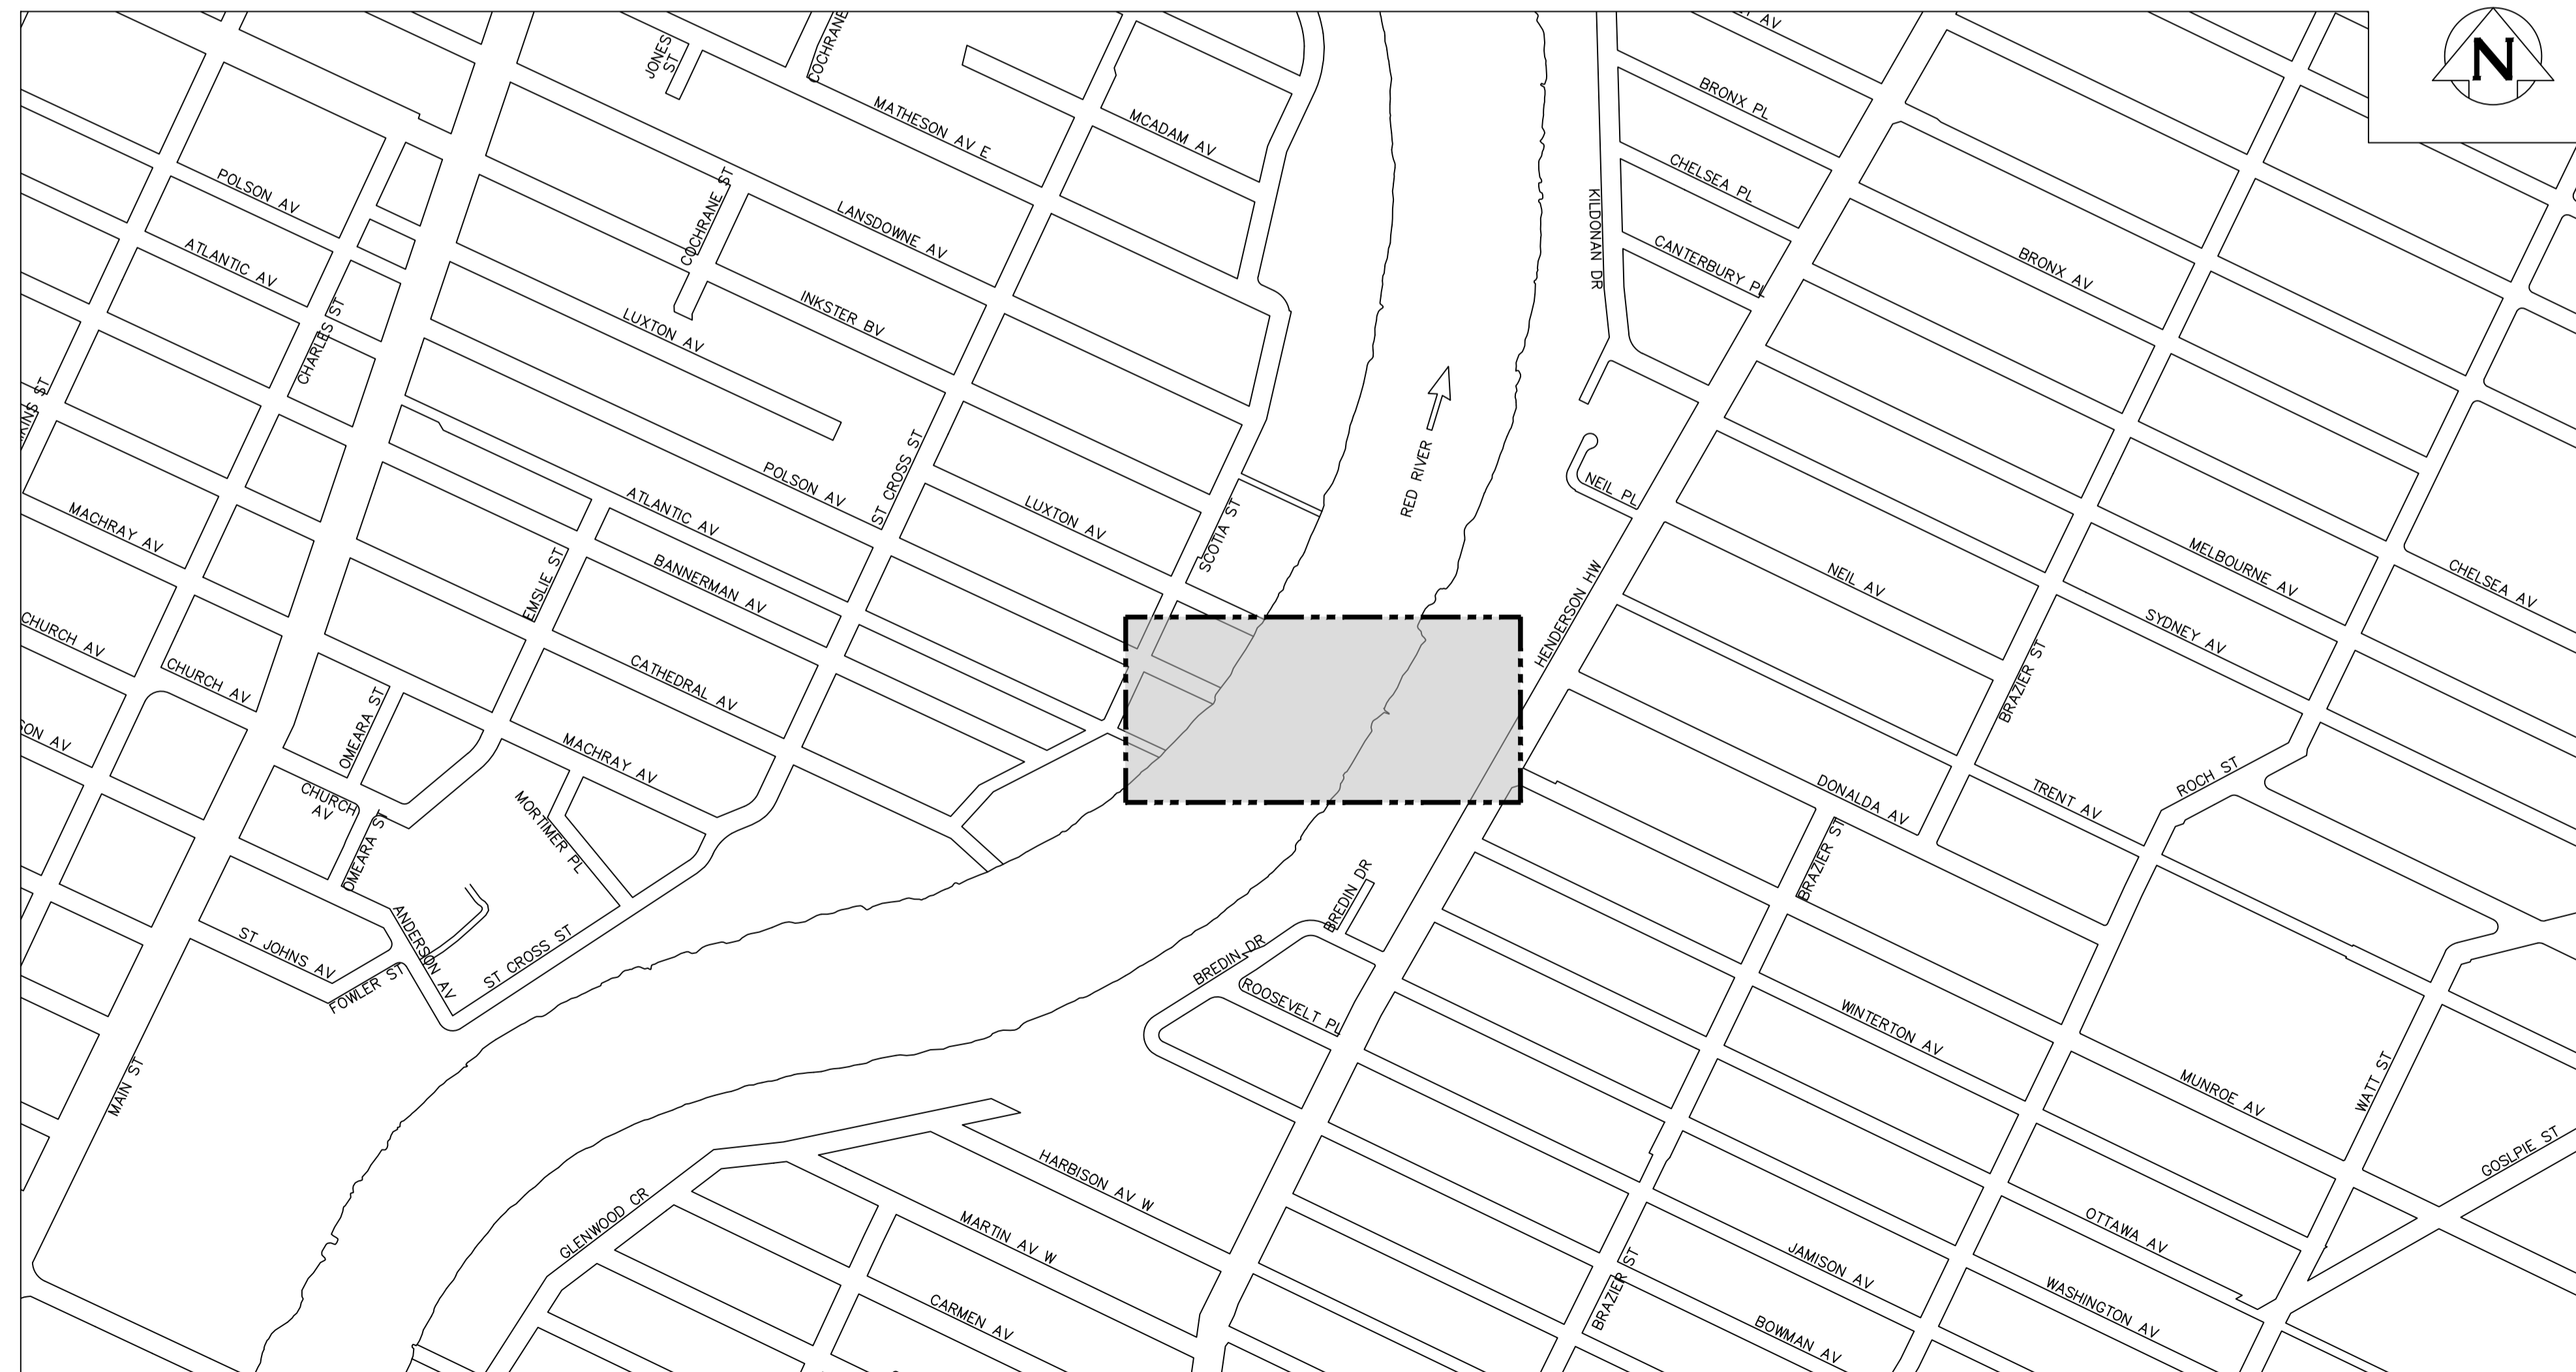 N
JONES
ST
COCHRANE
AV
BRONX PL
MATHESON AV E
MCADAM AV
CHELSEA PL
POLSON AV
COCHRANE ST
LANSDOWNE AV
KILDONAN DR
CANTERBURY PL
BRONX AV
ATLANTIC AV
INKSTER BV
LUXTON AV
CHARLES ST
RED RIVER
ST CROSS ST
POLSON AV
NEIL PL
ATLANTIC AV
LUXTON AV
SCOTIA ST
MACHRAY AV
EMSLIE ST
BANNERMAN AV
HENDERSON HW
NEIL AV
MELBOURNE AV
CHELSEA AV
SYDNEY AV
CHURCH AV
CHURCH AV
CATHEDRAL AV
BRAZIER ST
OMEARA ST
MACHRAY AV
DONALDA AV
TRENT AV
ROCH ST
CHURCH
AV
OMEARA ST
MORTIMER PL
BRAZIER ST
BREDIN DR
ANDERSON AV
ST JOHNS AV
FOWLER ST
ST CROSS ST
BREDIN DR
ROOSEVELT PL
WINTERTON AV
MAIN ST
MUNROE AV
WATT ST
HARBISON AV W
GOSLPIE ST
GLENWOOD CR
MARTIN AV W
OTTAWA AV
JAMISON AV
BRAZIER ST
CARMEN AV
WASHINGTON AV
BOWMAN AV